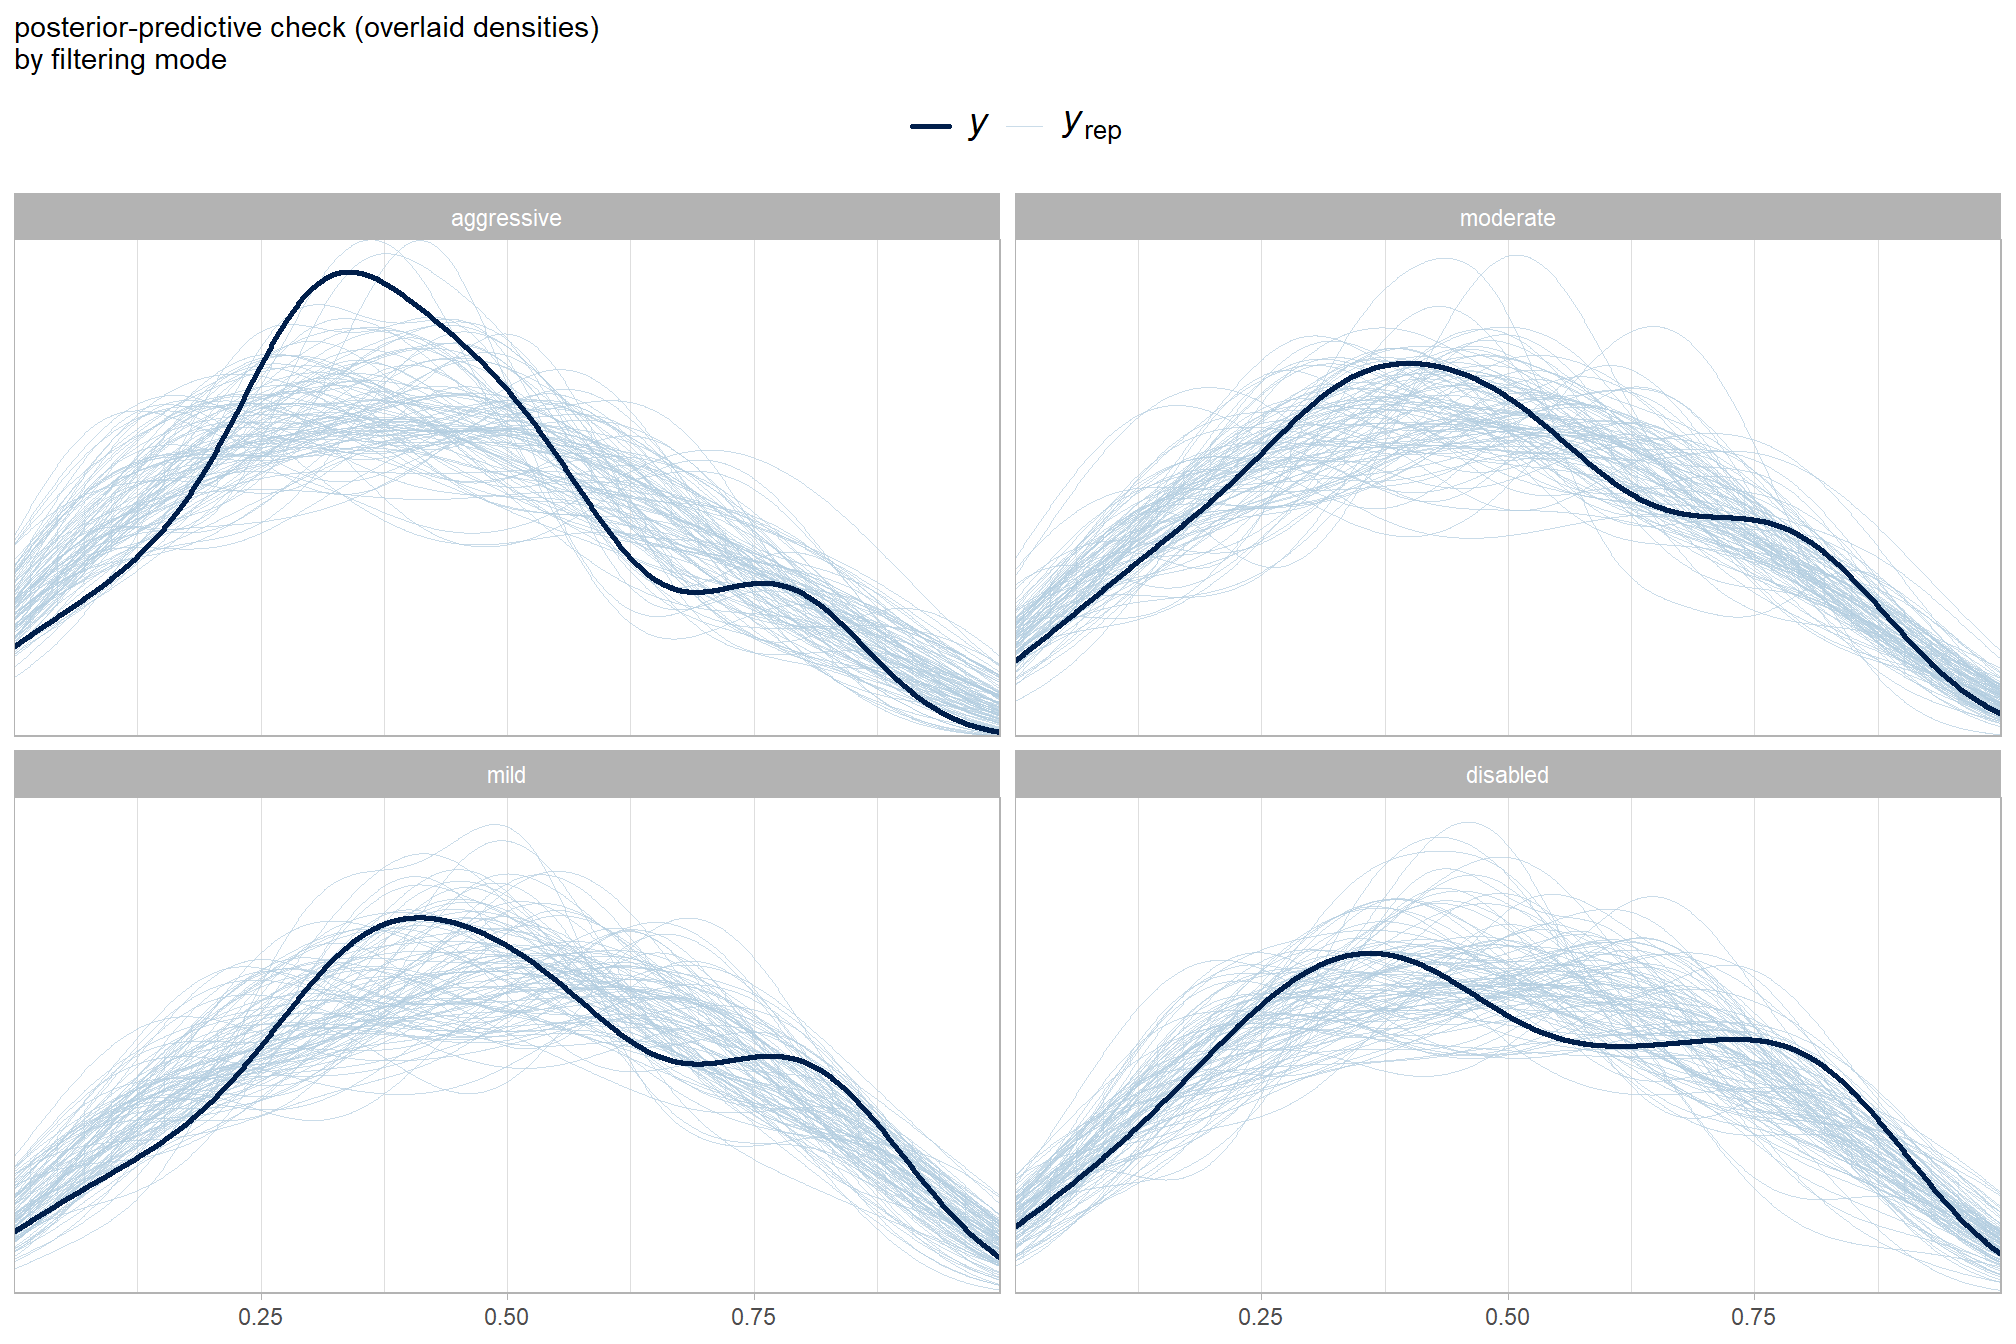 posterior-predictive check (overlaid densities)
by filtering mode
y y rep
aggressive moderate
mild disabled
0.25 0.50 0.75 0.25 0.50 0.75